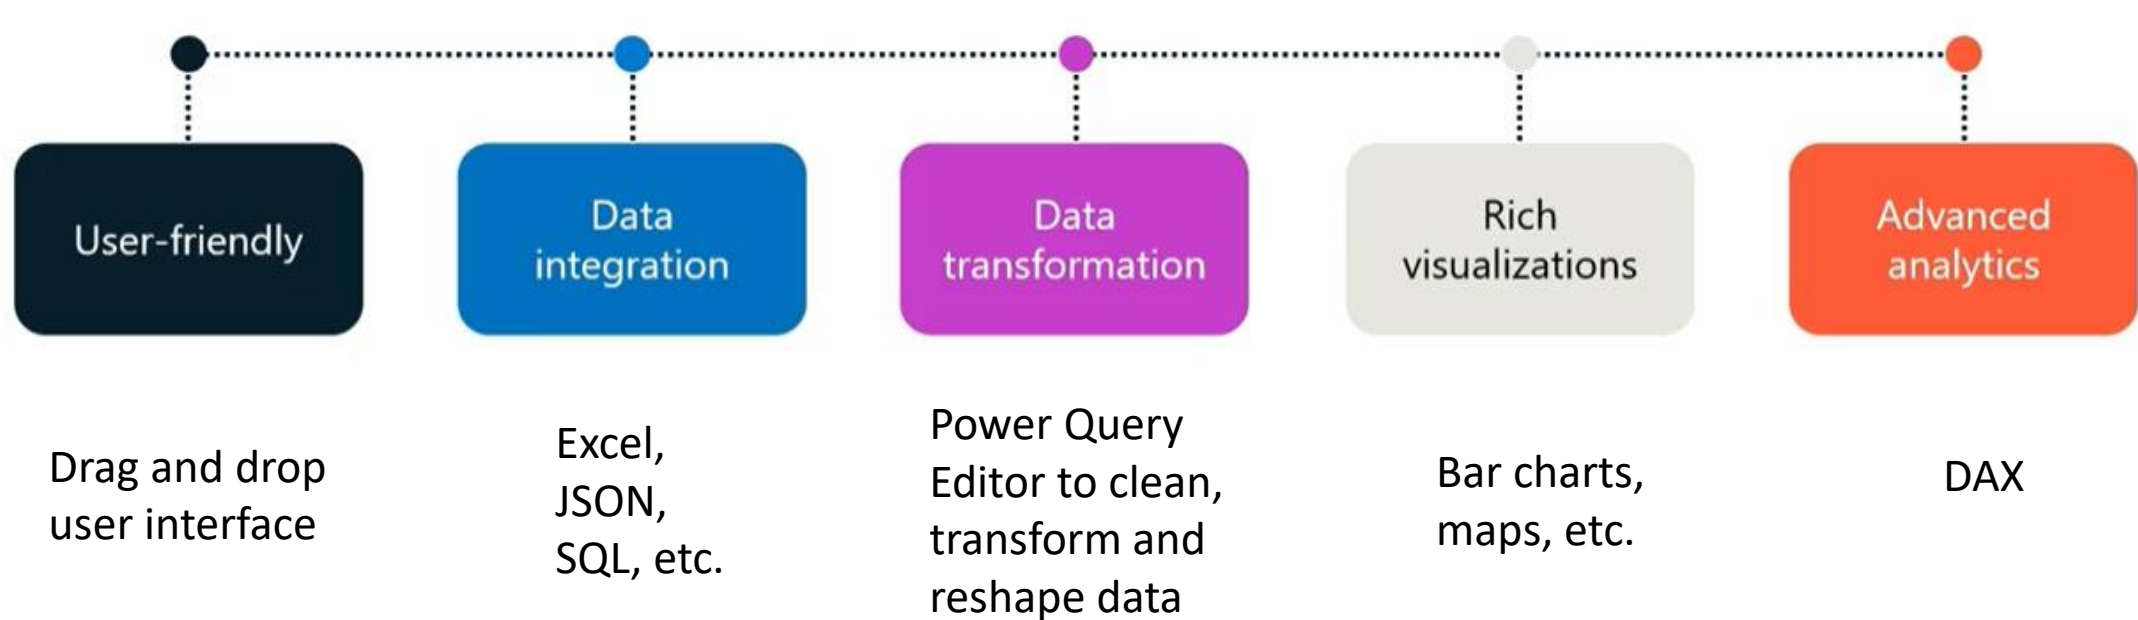 User-friendly
Data
integration
Data
transformation
Rich
visualizations
Advanced
analytics
Drag and drop
user interface
Excel,
JSON,
SQL, etc.
Power Query
Editor to clean,
transform and
reshape data
Bar charts,
maps, etc.
DAX